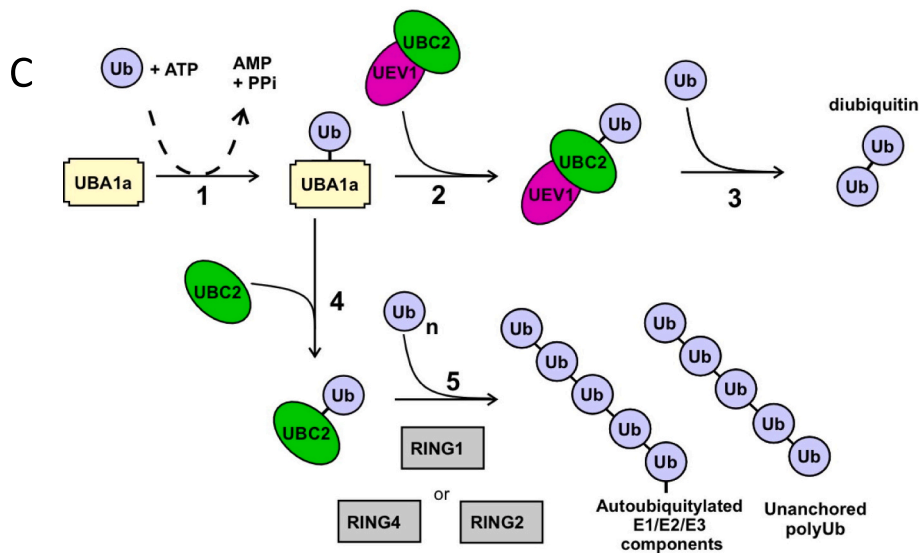 C
Ub + ATP
AMP
+ PPi
UBA1a
1
Ub
UBA1a
UBC2
UEV1
2
Ub
UBC2
UEV1
Ub
3
diubiquitin
Ub
Ub
UBC2
4
Ub
UBC2
Ub n
5
RING1
or
RING4
RING2
Ub
Ub
Ub
Ub
Ub
Autoubiquitylated
E1/E2/E3
components
Ub
Ub
Ub
Ub
Ub
Unanchored
polyUb